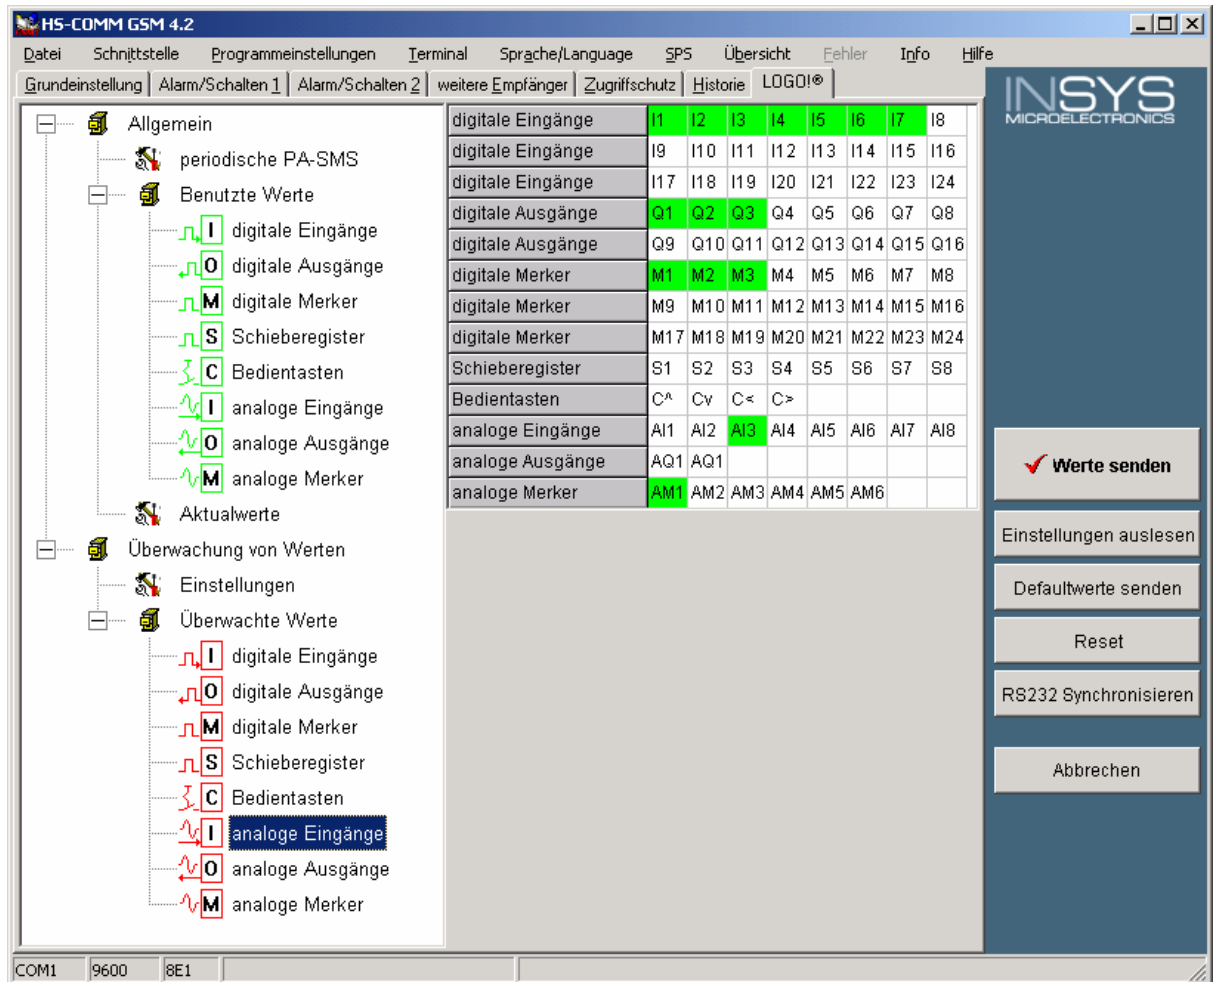 HS-COMM GSM 4.2
Datei Schnittstelle Programmeinstellungen Terminal Sprache/Language SPS Übersicht Fehler Info Hilfe
Grundeinstellung Alarm/Schalten 1 Alarm/Schalten 2 weitere Empfänger Zugriffschutz Historie LOGO!®
Allgemein
periodische PA-SMS
Benutzte Werte
I digitale Eingänge
O digitale Ausgänge
M digitale Merker
S Schieberegister
C Bedientasten
I analoge Eingänge
O analoge Ausgänge
M analoge Merker
Aktualwerte
Überwachung von Werten
Einstellungen
Überwachte Werte
I digitale Eingänge
O digitale Ausgänge
M digitale Merker
S Schieberegister
C Bedientasten
I analoge Eingänge
O analoge Ausgänge
M analoge Merker
digitale Eingänge I1 I2 I3 I4 I5 I6 I7 I8
digitale Eingänge I9 I10 I11 I12 I13 I14 I15 I16
digitale Eingänge I17 I18 I19 I20 I21 I22 I23 I24
digitale Ausgänge Q1 Q2 Q3 Q4 Q5 Q6 Q7 Q8
digitale Ausgänge Q9 Q10 Q11 Q12 Q13 Q14 Q15 Q16
digitale Merker M1 M2 M3 M4 M5 M6 M7 M8
digitale Merker M9 M10 M11 M12 M13 M14 M15 M16
digitale Merker M17 M18 M19 M20 M21 M22 M23 M24
Schieberegister S1 S2 S3 S4 S5 S6 S7 S8
Bedientasten C^ Cv C< C>
analoge Eingänge AI1 AI2 AI3 AI4 AI5 AI6 AI7 AI8
analoge Ausgänge AQ1 AQ1
analoge Merker AM1 AM2 AM3 AM4 AM5 AM6
INSYS
MICROELECTRONICS
Werte senden
Einstellungen auslesen
Defaultwerte senden
Reset
RS232 Synchronisieren
Abbrechen
COM1 9600 8E1